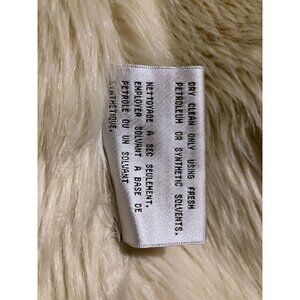 DRY CLEAN ONLY USING FRESH
PETROLEUM OR SYNTHETIC SOLVENTS.
NETTOYAGE A SEC SEULEMENT.
EMPLOYER SOLVANT A BASE DE
PETROLE OU UN SOLVANT
SYNTHETIQUE.